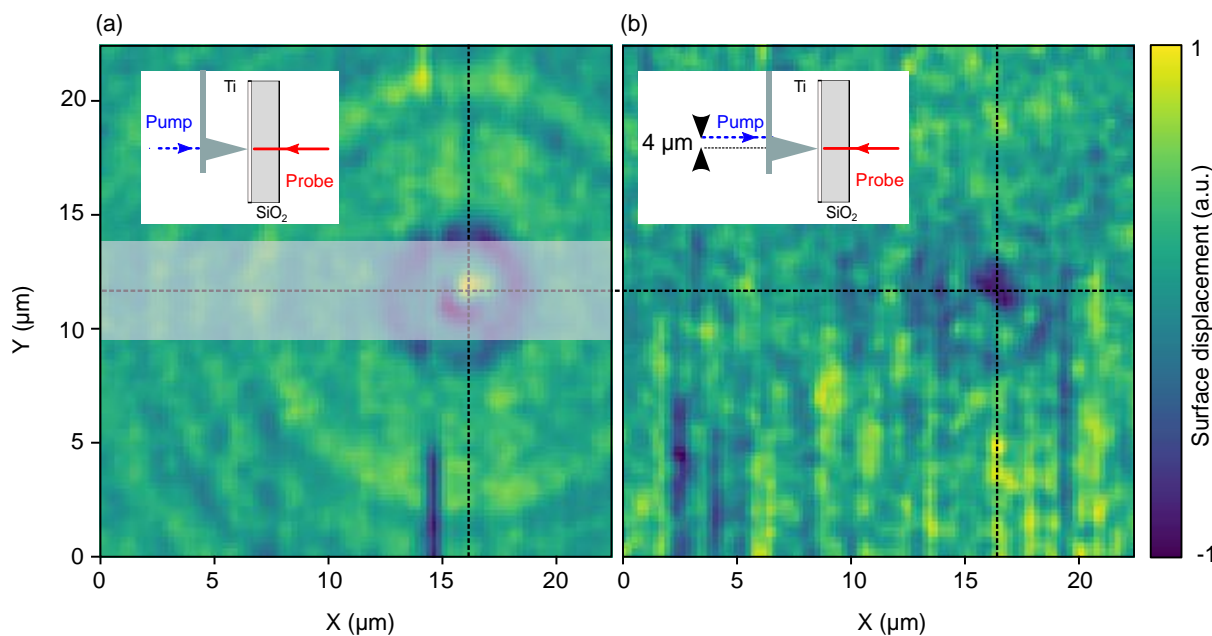 (a)
(b)
Ti
Pump
Probe
SiO2
Ti
Pump
4 µm
Probe
SiO2
20
15
10
5
0
Y (µm)
0 5 10 15 20
X (µm)
0 5 10 15 20
X (µm)
1
-1
Surface displacement (a.u.)